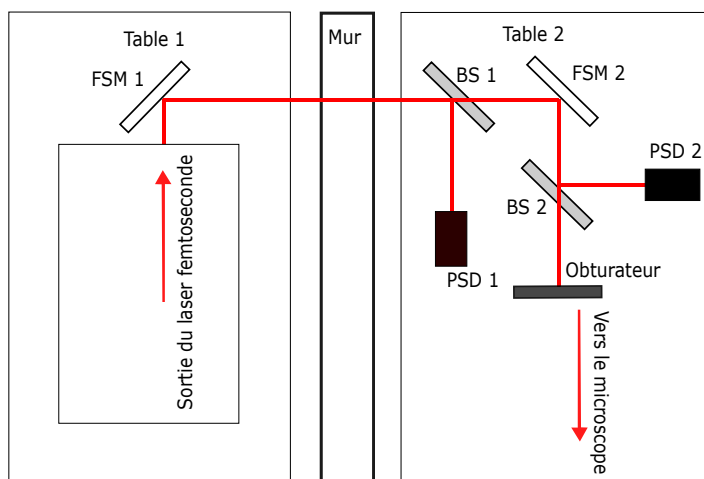 Table 1
FSM 1
Sortie du laser femtoseconde
Mur
Table 2
BS 1
FSM 2
PSD 2
BS 2
PSD 1
Obturateur
Vers le microscope